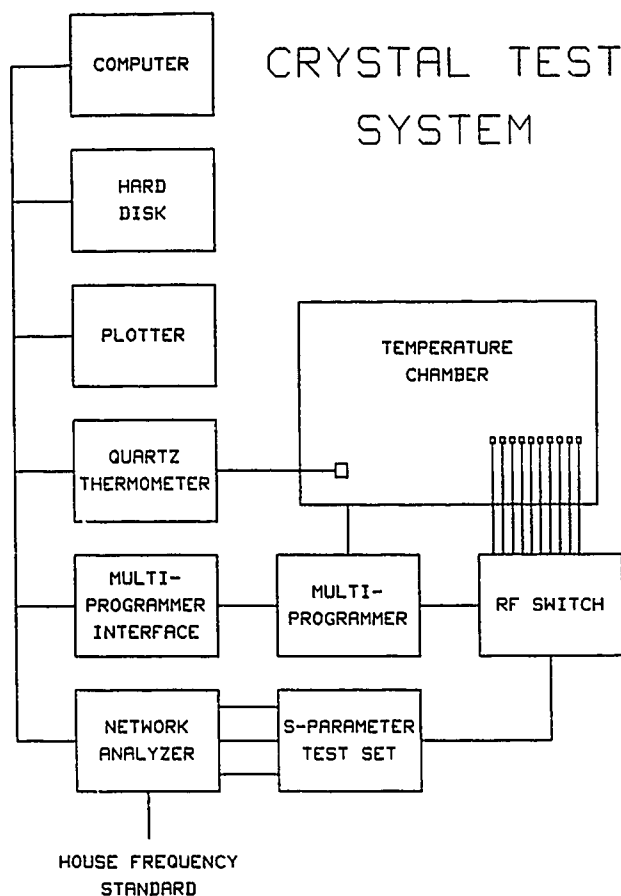 CRYSTAL TEST
SYSTEM
COMPUTER
HARD
DISK
PLOTTER
TEMPERATURE
CHAMBER
QUARTZ
THERMOMETER
MULTI-
PROGRAMMER
INTERFACE
MULTI-
PROGRAMMER
RF SWITCH
NETWORK
ANALYZER
S-PARAMETER
TEST SET
HOUSE FREQUENCY
STANDARD